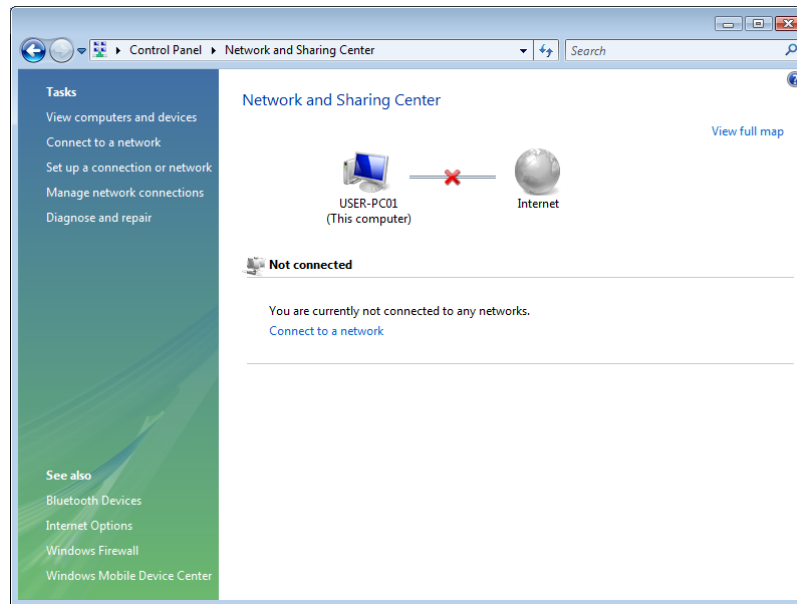 Control Panel
Network and Sharing Center
Search
Tasks
View computers and devices
Connect to a network
Set up a connection or network
Manage network connections
Diagnose and repair
See also
Bluetooth Devices
Internet Options
Windows Firewall
Windows Mobile Device Center
Network and Sharing Center
View full map
USER-PC01
(This computer)
Internet
Not connected
You are currently not connected to any networks.
Connect to a network